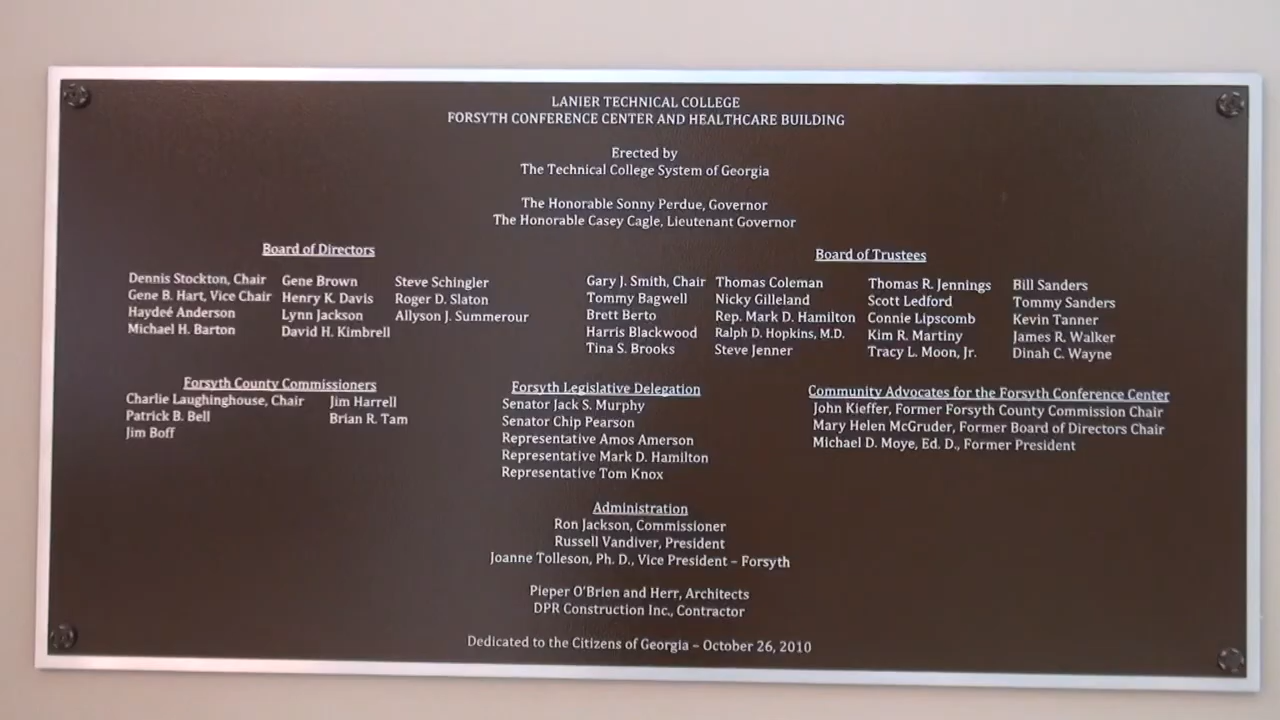 LANIER TECHNICAL COLLEGE
FORSYTH CONFERENCE CENTER AND HEALTHCARE BUILDING
Erected by
The Technical College System of Georgia
The Honorable Sonny Perdue, Governor
The Honorable Casey Cagle, Lieutenant Governor
Board of Directors
Dennis Stockton, Chair
Gene B. Hart, Vice Chair
Haydeé Anderson
Michael H. Barton
Gene Brown
Henry K. Davis
Lynn Jackson
David H. Kimbrell
Steve Schingler
Roger D. Slaton
Allyson J. Summerour
Board of Trustees
Gary J. Smith, Chair
Tommy Bagwell
Brett Berto
Harris Blackwood
Tina S. Brooks
Thomas Coleman
Nicky Gilleland
Rep. Mark D. Hamilton
Ralph D. Hopkins, M.D.
Steve Jenner
Thomas R. Jennings
Scott Ledford
Connie Lipscomb
Kim R. Martiny
Tracy L. Moon, Jr.
Bill Sanders
Tommy Sanders
Kevin Tanner
James R. Walker
Dinah C. Wayne
Forsyth County Commissioners
Charlie Laughinghouse, Chair
Patrick B. Bell
Jim Boff
Jim Harrell
Brian R. Tam
Forsyth Legislative Delegation
Senator Jack S. Murphy
Senator Chip Pearson
Representative Amos Amerson
Representative Mark D. Hamilton
Representative Tom Knox
Community Advocates for the Forsyth Conference Center
John Kieffer, Former Forsyth County Commission Chair
Mary Helen McGruder, Former Board of Directors Chair
Michael D. Moye, Ed. D., Former President
Administration
Ron Jackson, Commissioner
Russell Vandiver, President
Joanne Tolleson, Ph. D., Vice President – Forsyth
Pieper O'Brien and Herr, Architects
DPR Construction Inc., Contractor
Dedicated to the Citizens of Georgia – October 26, 2010